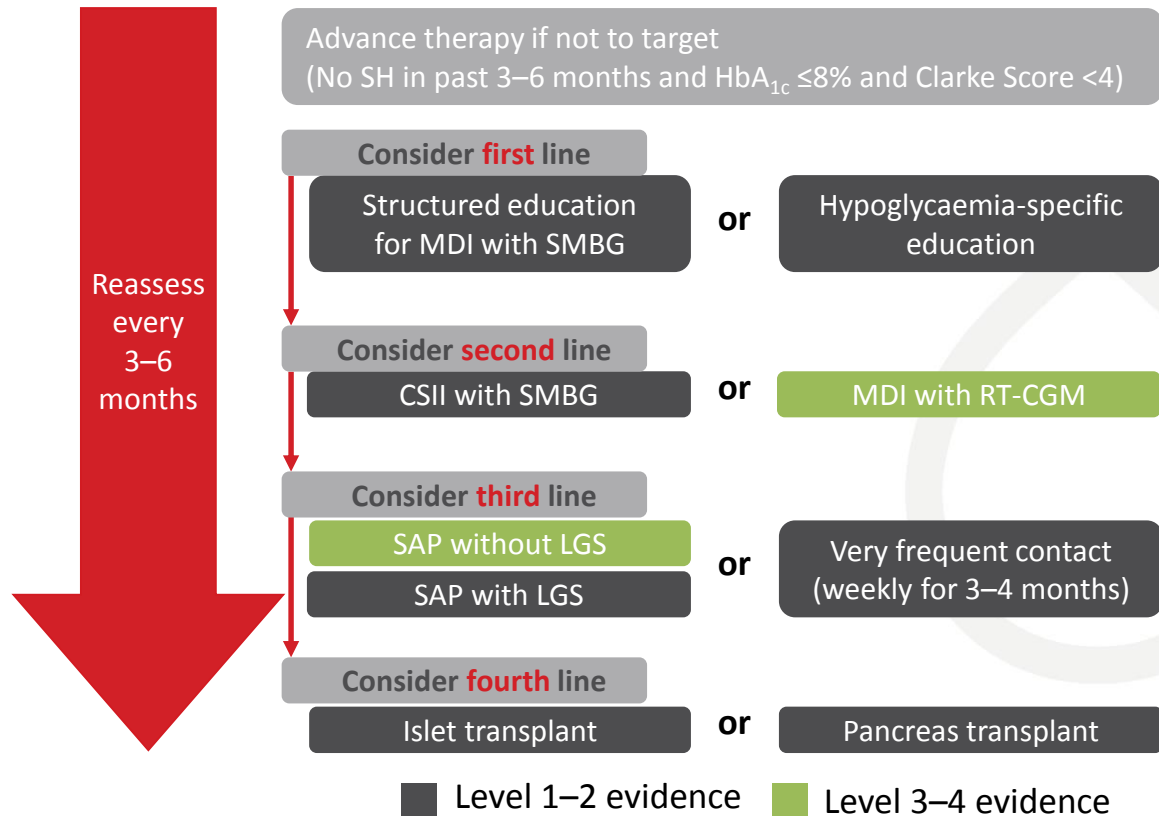 Advance therapy if not to target
(No SH in past 3–6 months and HbA1c ≤8% and Clarke Score <4)
Reassess
every
3–6
months
Consider first line
Structured education
for MDI with SMBG
or
Hypoglycaemia-specific
education
Consider second line
CSII with SMBG
or
MDI with RT-CGM
Consider third line
SAP without LGS
SAP with LGS
or
Very frequent contact
(weekly for 3–4 months)
Consider fourth line
Islet transplant
or
Pancreas transplant
Level 1–2 evidence
Level 3–4 evidence